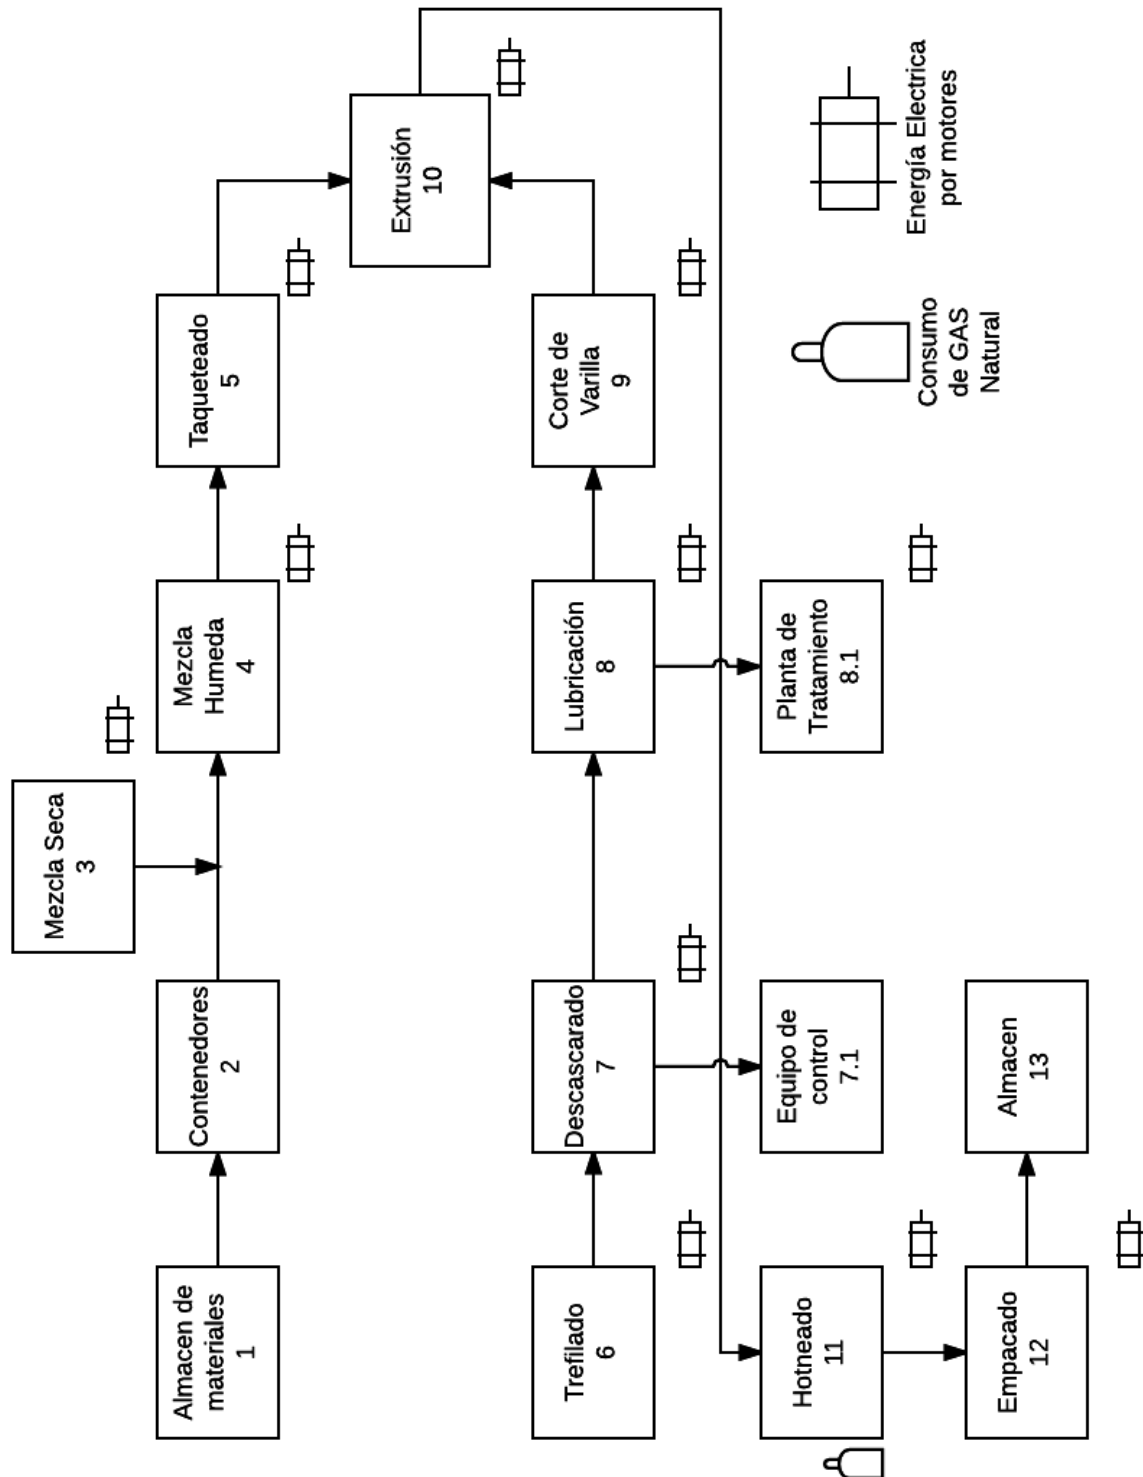 Almacen de
materiales
1
Contenedores
2
Mezcla Seca
3
Mezcla
Humeda
4
Taqueteado
5
Extrusión
10
Trefilado
6
Descascarado
7
Lubricación
8
Corte de
Varilla
9
Hotneado
11
Equipo de
control
7.1
Planta de
Tratamiento
8.1
Empacado
12
Almacen
13
Consumo
de GAS
Natural
Energía Electrica
por motores